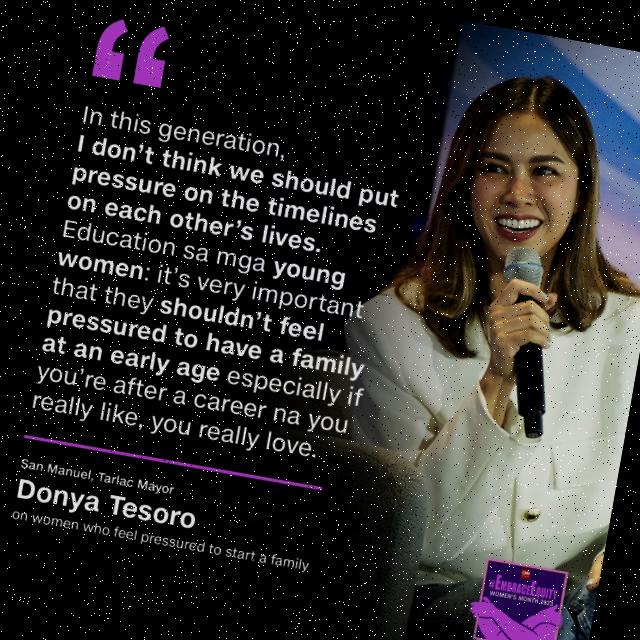 “
In this generation,
I don't think we should put
pressure on the timelines
on each other's lives.
Education sa mga young
women: it's very important
that they shouldn't feel
pressured to have a family
at an early age especially if
you're after a career na you
really like, you really love.
San Manuel, Tarlac Mayor
Donya Tesoro
on women who feel pressured to start a family
#EMBRACEEQUITY
WOMEN'S MONTH 2023